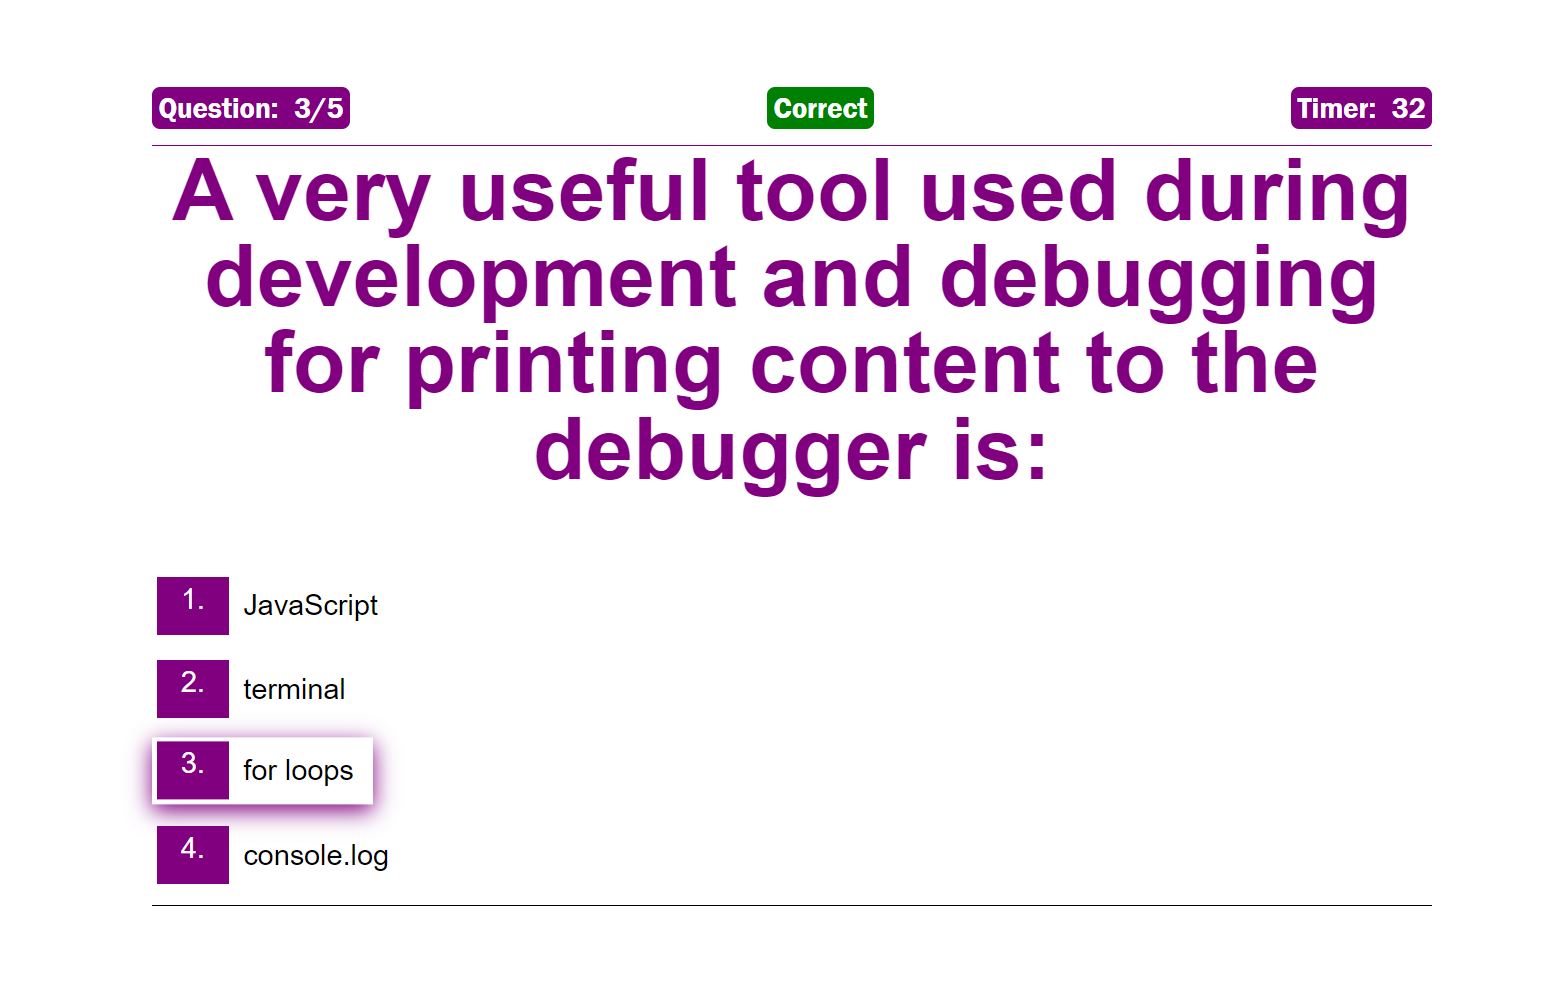 Question: 3/5
Correct
Timer: 32
A very useful tool used during
development and debugging
for printing content to the
debugger is:
1. JavaScript
2. terminal
3. for loops
4. console.log